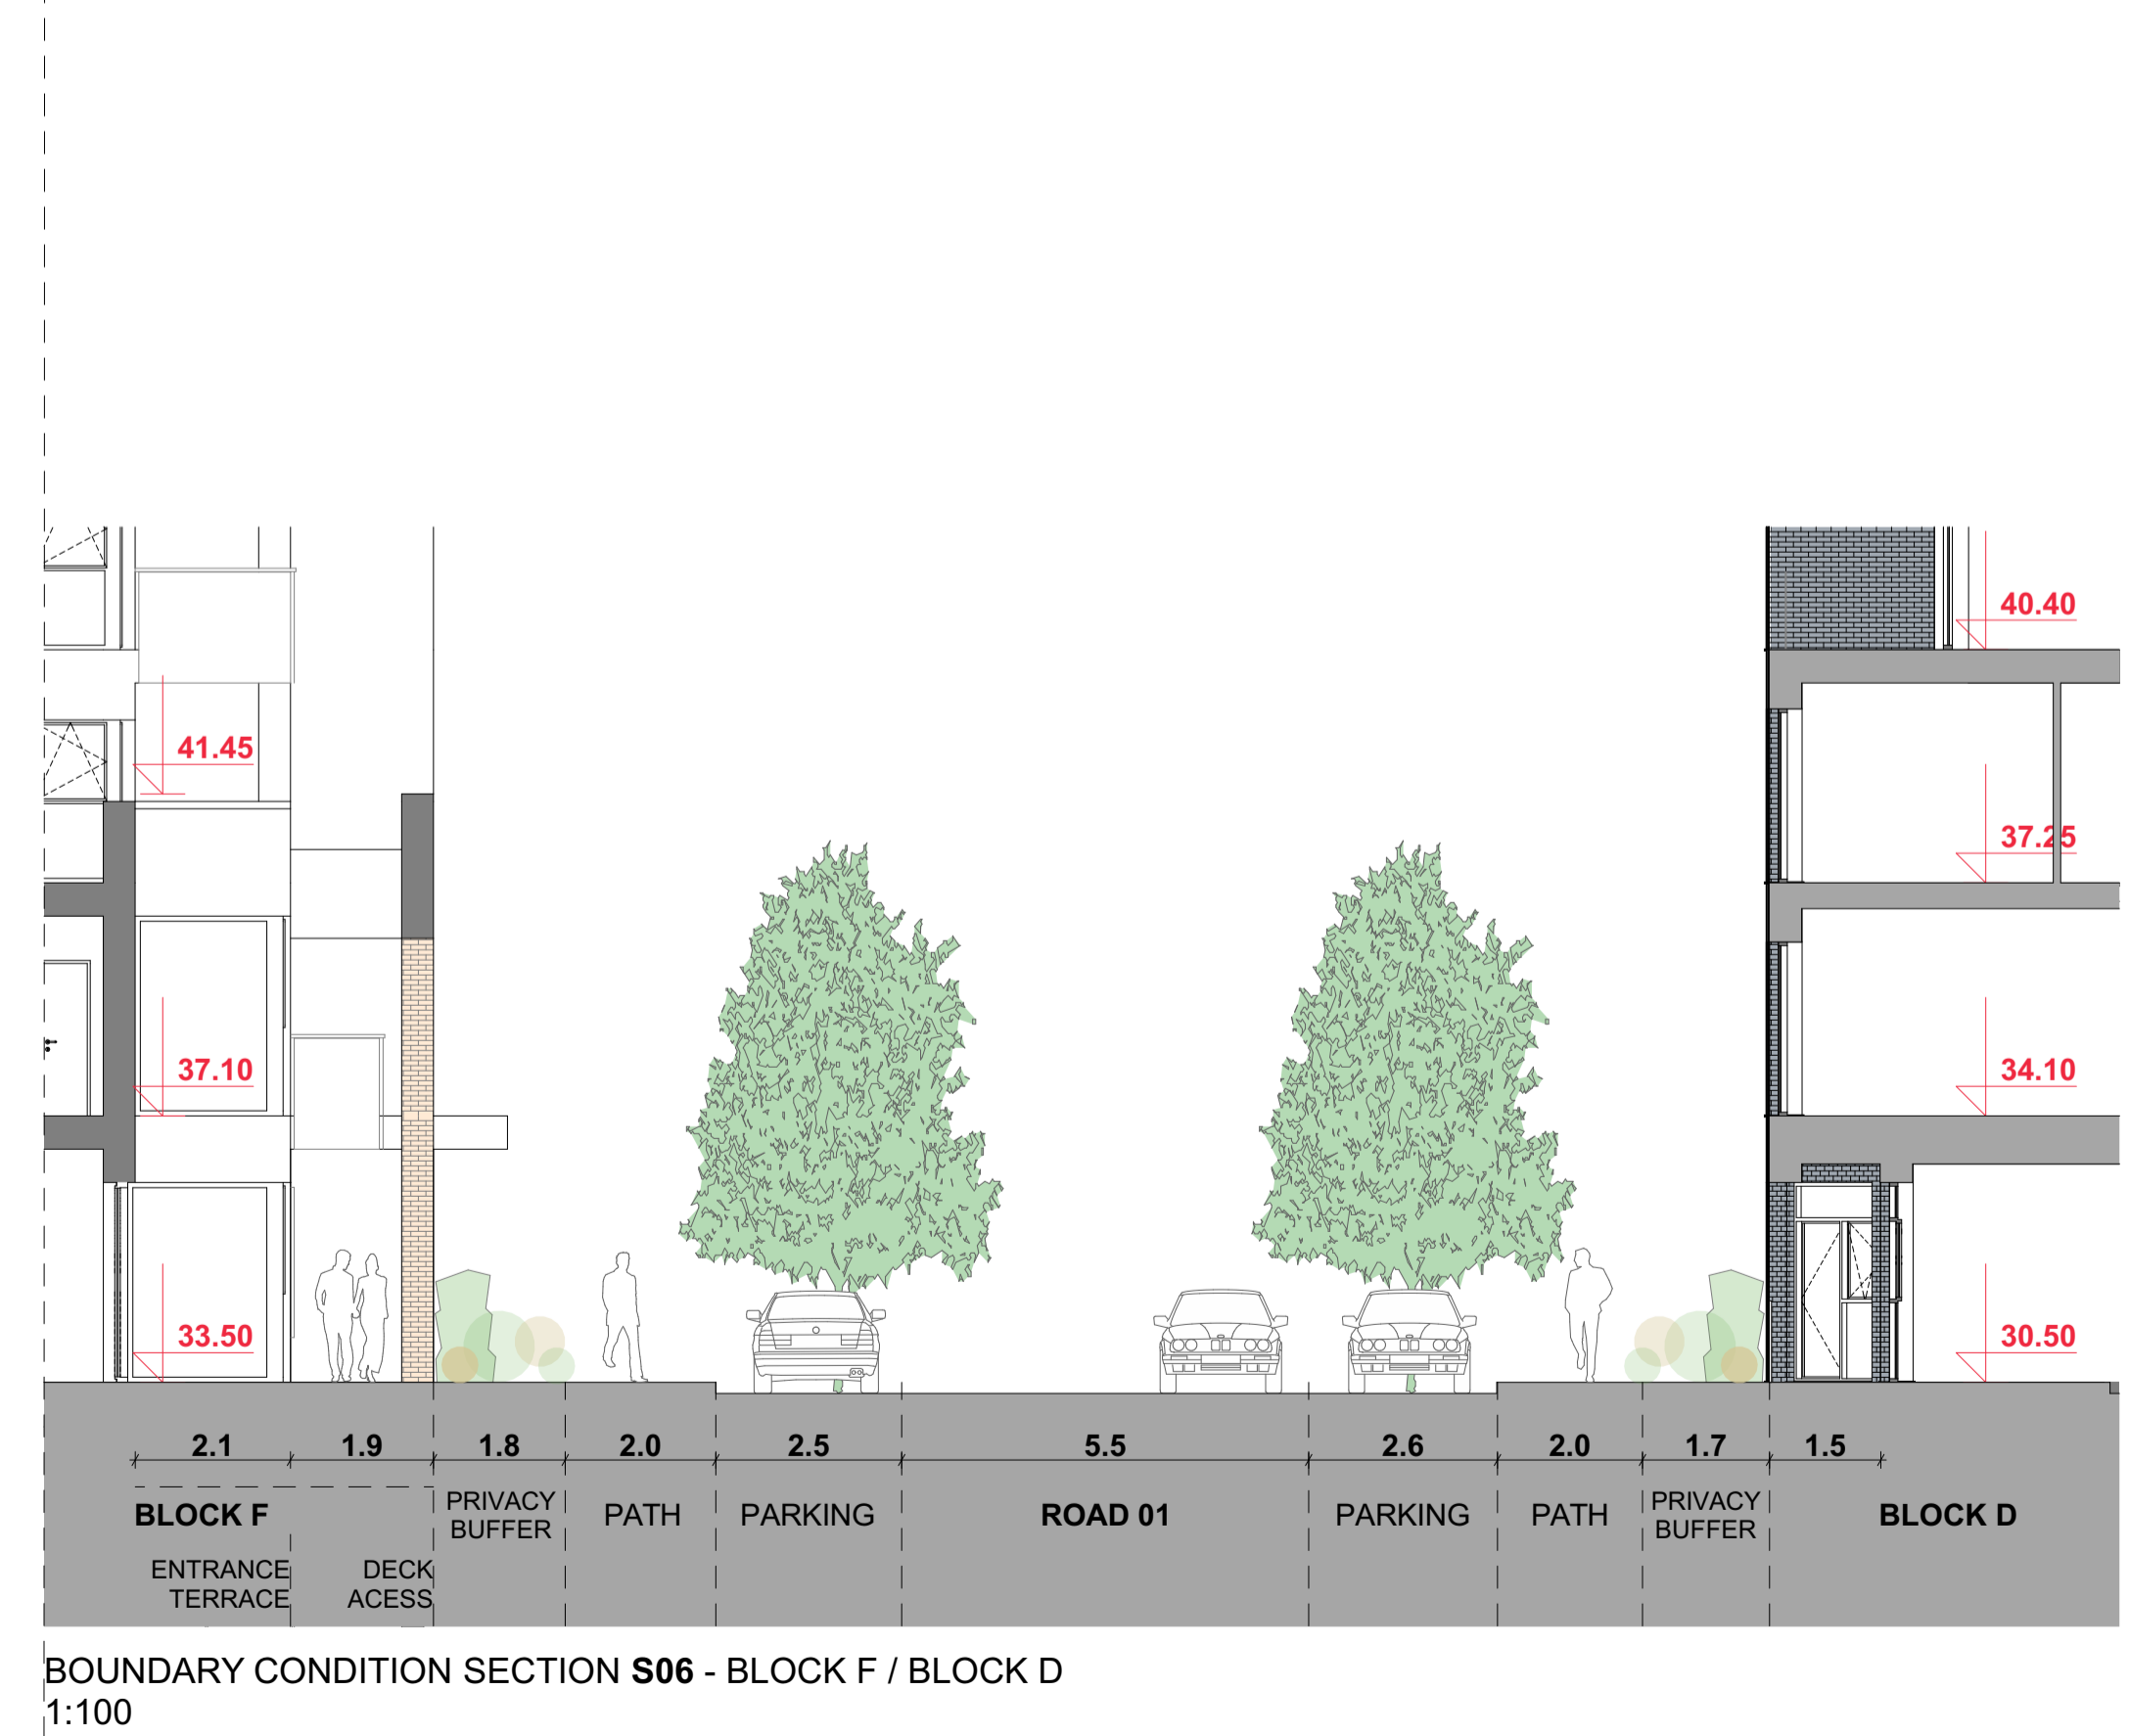 40.40
41.45
37.25
37.10
34.10
33.50
30.50
2.1 1.9 1.8 2.0 2.5 5.5 2.6 2.0 1.7 1.5
BLOCK F
PRIVACY
BUFFER
PATH
PARKING
ROAD 01
PARKING
PATH
PRIVACY
BUFFER
BLOCK D
ENTRANCE
TERRACE
DECK
ACESS
BOUNDARY CONDITION SECTION S06 - BLOCK F / BLOCK D
1:100